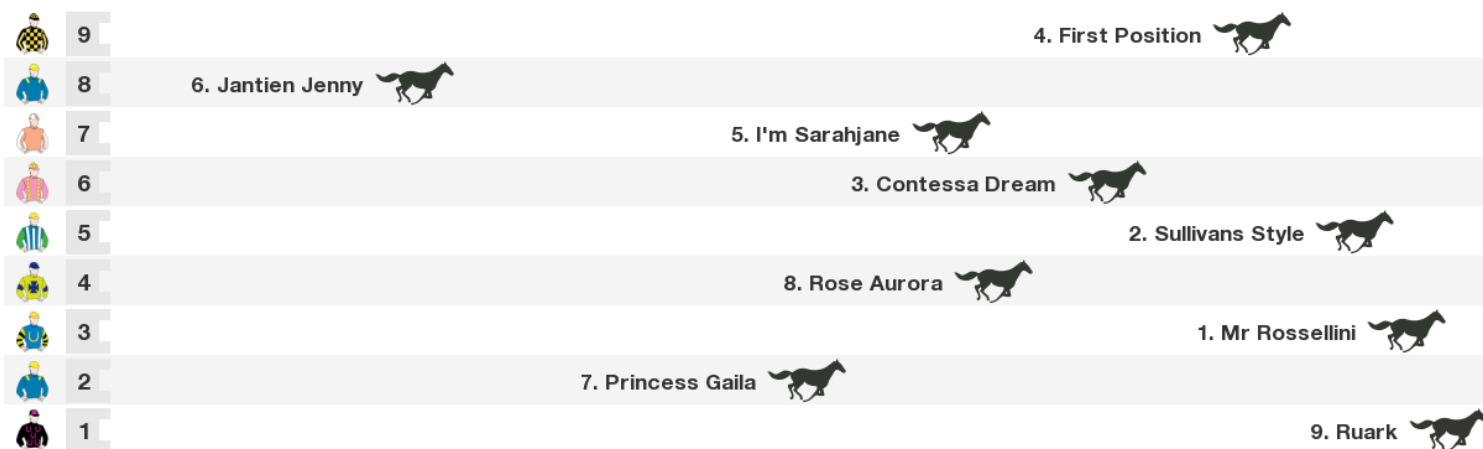 9 4. First Position
8 6. Jantien Jenny
7 5. I'm Sarahjane
6 3. Contessa Dream
5 2. Sullivans Style
4 8. Rose Aurora
3 1. Mr Rossellini
2 7. Princess Gaila
1 9. Ruark